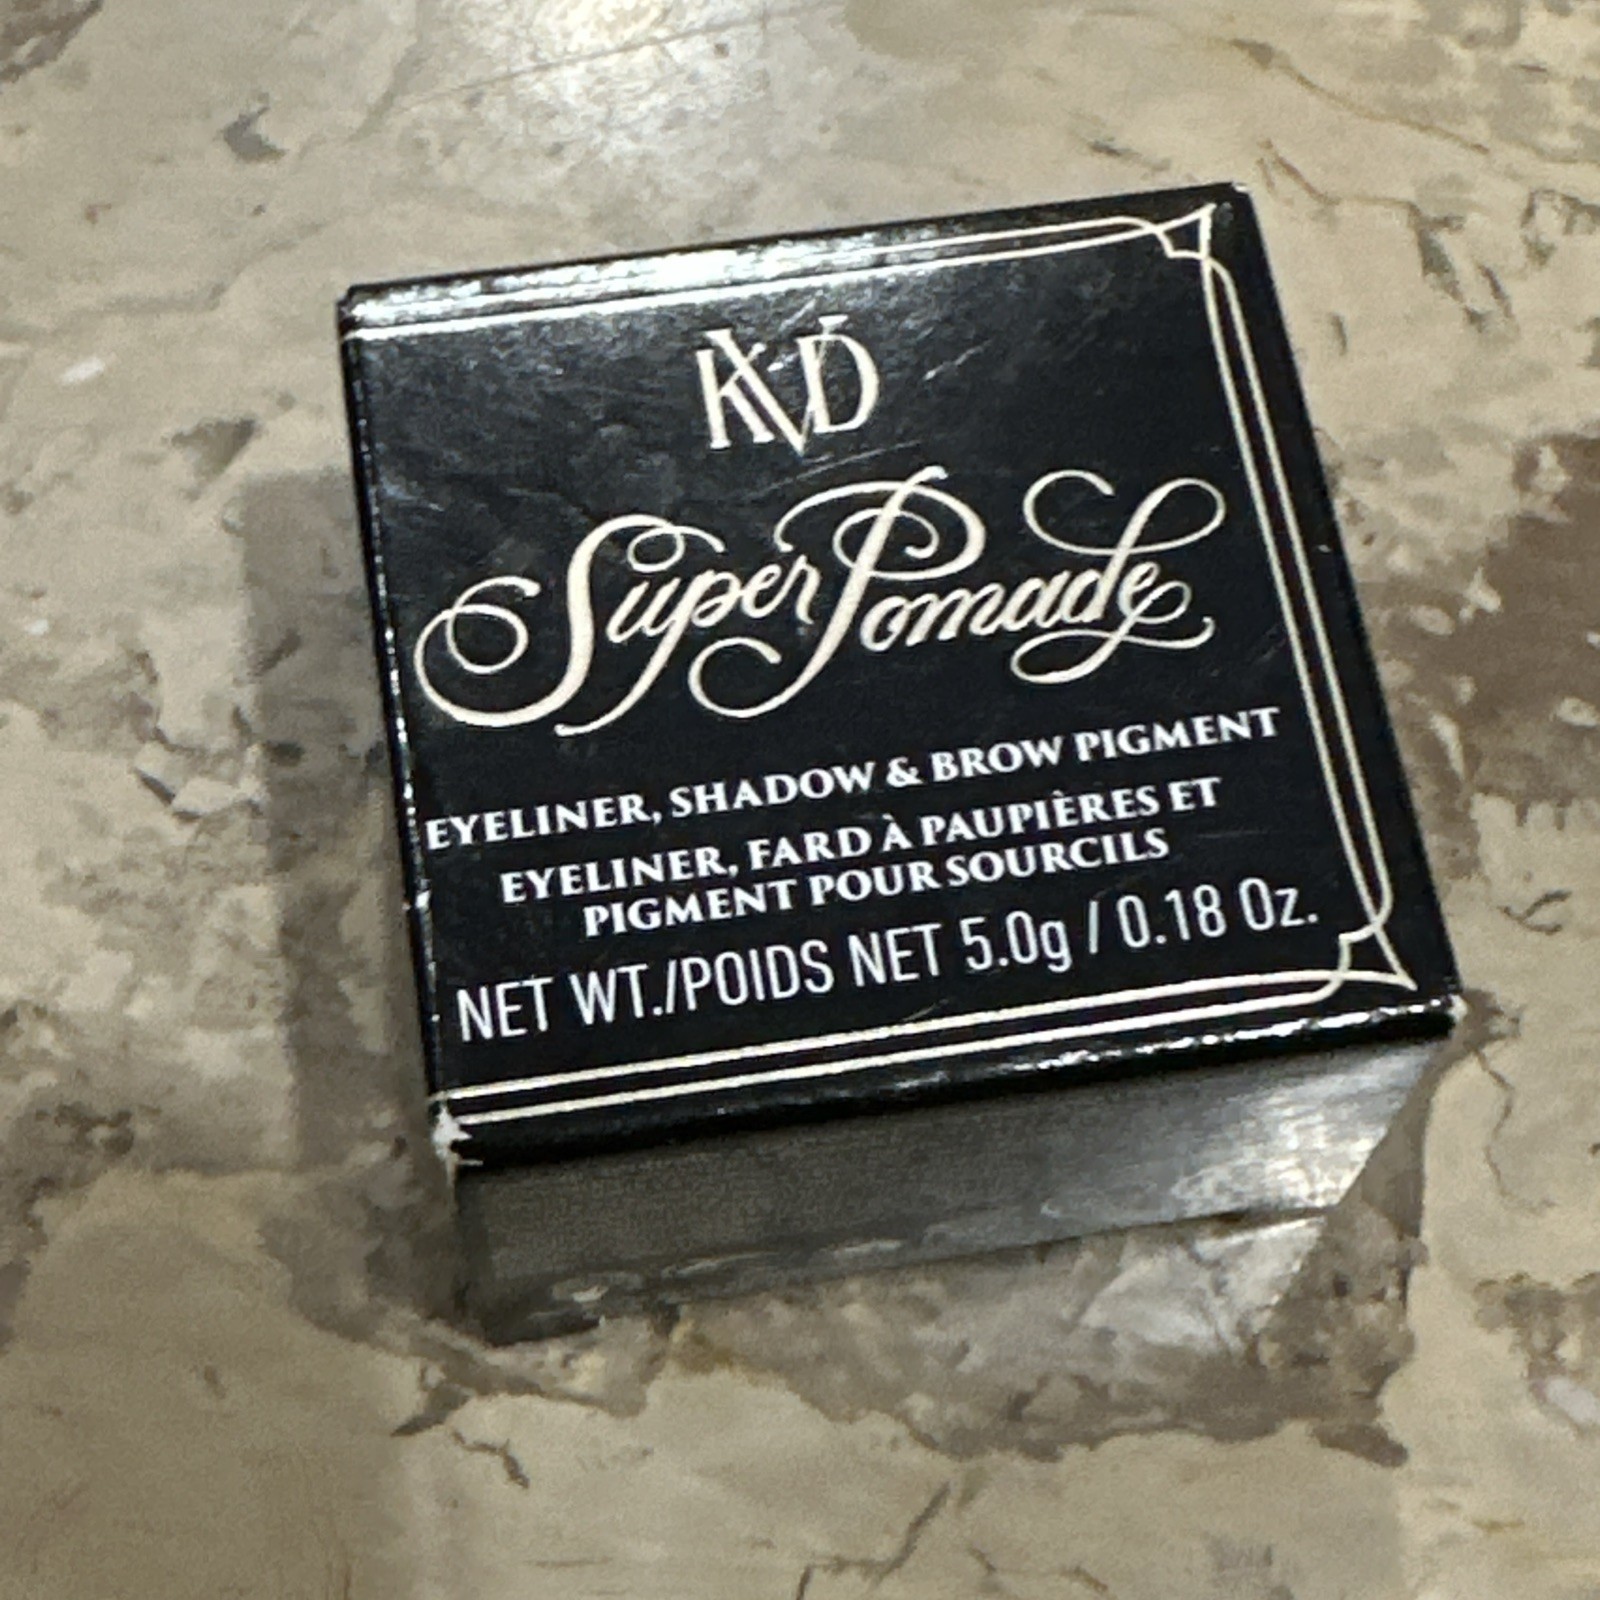 KVD
Super Pomade
EYELINER, SHADOW & BROW PIGMENT
EYELINER, FARD À PAUPIÈRES ET
PIGMENT POUR SOURCILS
NET WT./POIDS NET 5.0g / 0.18 Oz.